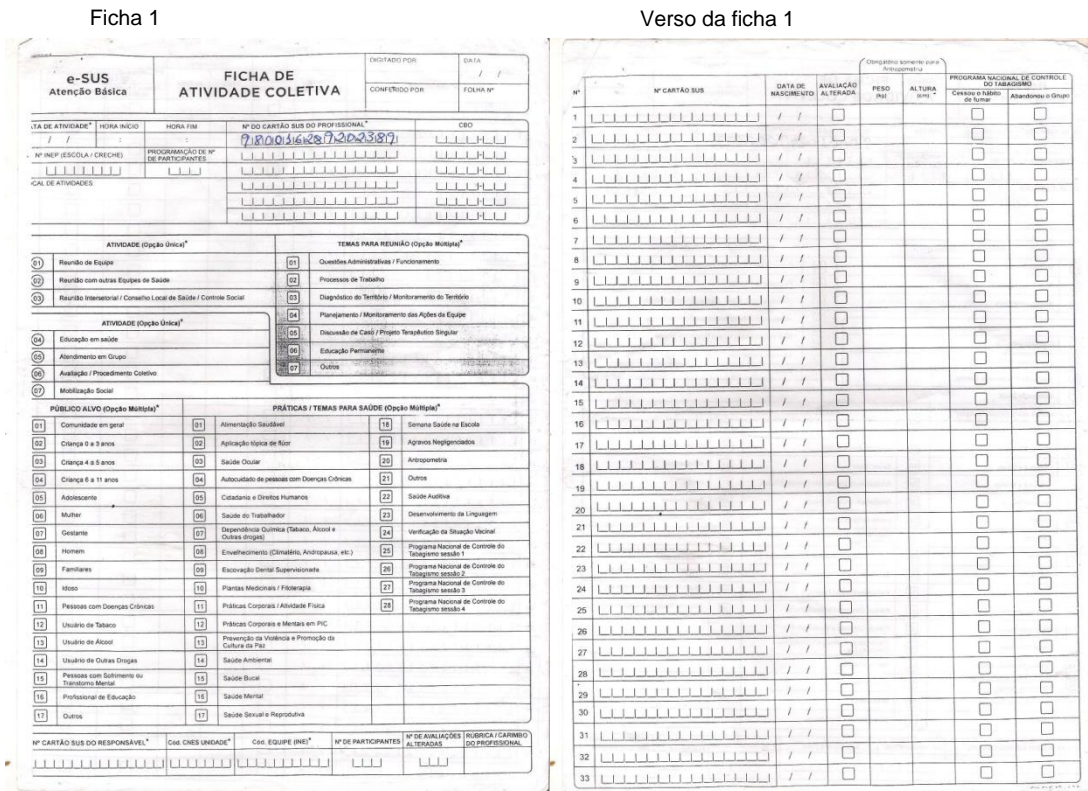 Ficha 1
Verso da ficha 1
e-SUS
Atenção Básica
FICHA DE
ATIVIDADE COLETIVA
DIGITADO POR
DATA
/ /
CONFERIDO POR
FOLHA Nº
ATA DE ATIVIDADE*
HORA INÍCIO
HORA FIM
Nº DO CARTÃO SUS DO PROFISSIONAL*
CBO
/ /
:
:
Nº INEP (ESCOLA / CRECHE)
PROGRAMAÇÃO DE Nº
DE PARTICIPANTES
CAL DE ATIVIDADES
ATIVIDADE (Opção Única)*
01 Reunião de Equipe
02 Reunião com outras Equipes de Saúde
03 Reunião Intersetorial / Conselho Local de Saúde / Controle Social
TEMAS PARA REUNIÃO (Opção Múltipla)*
01 Questões Administrativas / Funcionamento
02 Processos de Trabalho
03 Diagnóstico do Território / Monitoramento do Território
04 Planejamento / Monitoramento das Ações da Equipe
05 Discussão de Caso / Projeto Terapêutico Singular
06 Educação Permanente
07 Outros
ATIVIDADE (Opção Única)*
04 Educação em saúde
05 Atendimento em Grupo
06 Avaliação / Procedimento Coletivo
07 Mobilização Social
PÚBLICO ALVO (Opção Múltipla)*
01 Comunidade em geral
02 Criança 0 a 3 anos
03 Criança 4 a 5 anos
04 Criança 6 a 11 anos
05 Adolescente
06 Mulher
07 Gestante
08 Homem
09 Familiares
10 Idoso
11 Pessoas com Doenças Crônicas
12 Usuário de Tabaco
13 Usuário de Álcool
14 Usuário de Outras Drogas
15 Pessoas com Sofrimento ou
Transtorno Mental
16 Profissional de Educação
17 Outros
PRÁTICAS / TEMAS PARA SAÚDE (Opção Múltipla)*
01 Alimentação Saudável
02 Aplicação tópica de flúor
03 Saúde Ocular
04 Autocuidado de pessoas com Doenças Crônicas
05 Cidadania e Direitos Humanos
06 Saúde do Trabalhador
07 Dependência Química (Tabaco, Álcool e
Outras drogas)
08 Envelhecimento (Climatério, Andropausa, etc.)
09 Escovação Dental Supervisionada
10 Plantas Medicinais / Fitoterapia
11 Práticas Corporais / Atividade Física
12 Práticas Corporais e Mentais em PIC
13 Prevenção da Violência e Promoção da
Cultura da Paz
14 Saúde Ambiental
15 Saúde Bucal
16 Saúde Mental
17 Saúde Sexual e Reprodutiva
18 Semana Saúde na Escola
19 Agravos Negligenciados
20 Antropometria
21 Outros
22 Saúde Auditiva
23 Desenvolvimento da Linguagem
24 Verificação da Situação Vacinal
25 Programa Nacional de Controle do
Tabagismo sessão 1
26 Programa Nacional de Controle do
Tabagismo sessão 2
27 Programa Nacional de Controle do
Tabagismo sessão 3
28 Programa Nacional de Controle do
Tabagismo sessão 4
Nº CARTÃO SUS DO RESPONSÁVEL*
Cód. CNES UNIDADE*
Cód. EQUIPE (INE)*
Nº DE PARTICIPANTES
Nº DE AVALIAÇÕES
ALTERADAS
RÚBRICA / CARIMBO
DO PROFISSIONAL
Obrigatório somente para
Antropometria
Nº
Nº CARTÃO SUS
DATA DE
NASCIMENTO
AVALIAÇÃO
ALTERADA
PESO
(kg)
ALTURA
(cm)
PROGRAMA NACIONAL DE CONTROLE
DO TABAGISMO
Cessou o hábito
de fumar
Abandonou o Grupo
1 / /
2 / /
3 / /
4 / /
5 / /
6 / /
7 / /
8 / /
9 / /
10 / /
11 / /
12 / /
13 / /
14 / /
15 / /
16 / /
17 / /
18 / /
19 / /
20 / /
21 / /
22 / /
23 / /
24 / /
25 / /
26 / /
27 / /
28 / /
29 / /
30 / /
31 / /
32 / /
33 / /